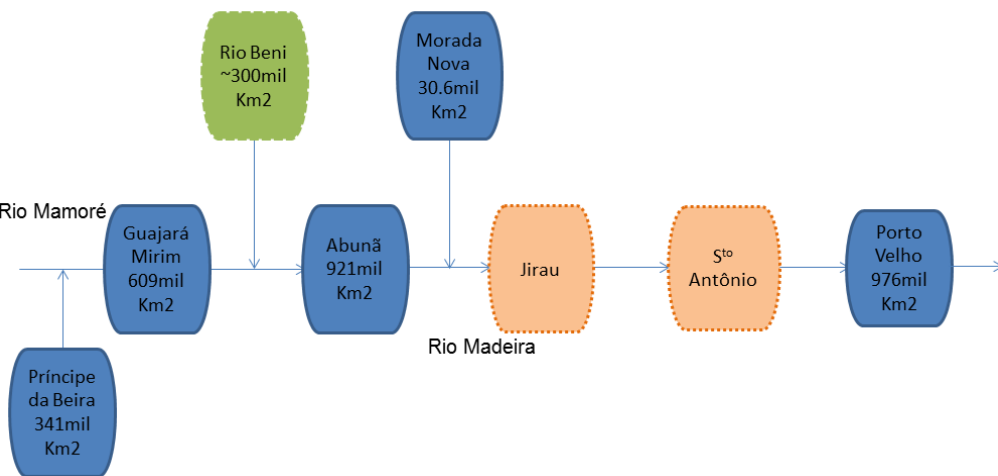 Rio Beni
~300mil
Km2
Morada
Nova
30.6mil
Km2
Rio Mamoré
Guajará
Mirim
609mil
Km2
Abunã
921mil
Km2
Jirau
Sto
Antônio
Porto
Velho
976mil
Km2
Rio Madeira
Príncipe
da Beira
341mil
Km2